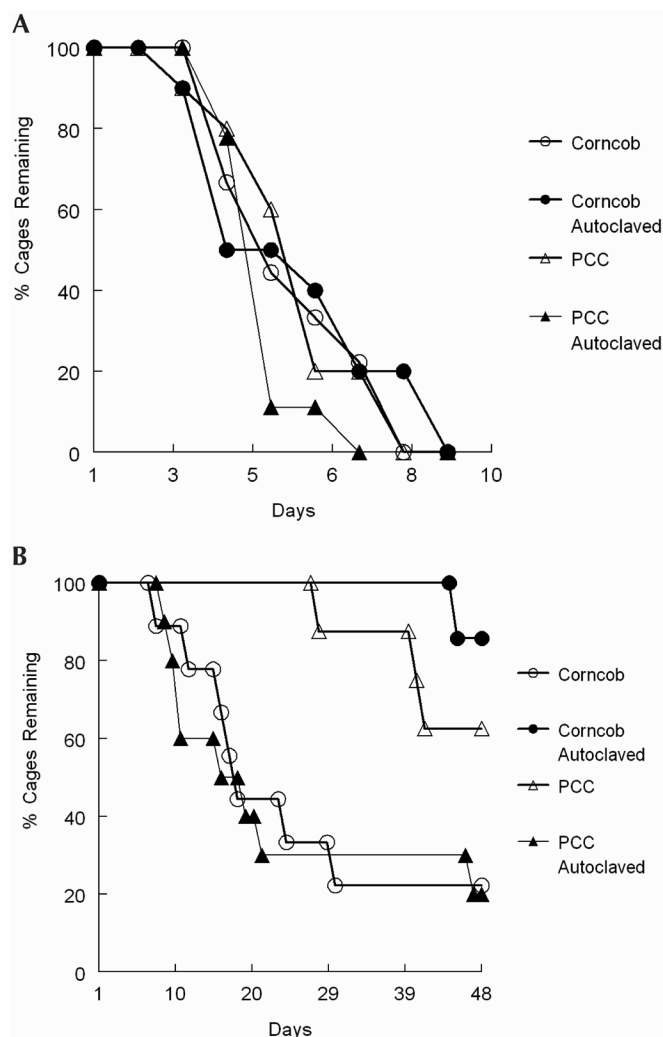 A
100
80
60
40
20
0
% Cages Remaining
1 3 5 6 8 10
Days
Corncob
Corncob
Autoclaved
PCC
PCC
Autoclaved
B
100
80
60
40
20
0
% Cages Remaining
1 10 20 29 39 48
Days
Corncob
Corncob
Autoclaved
PCC
PCC
Autoclaved